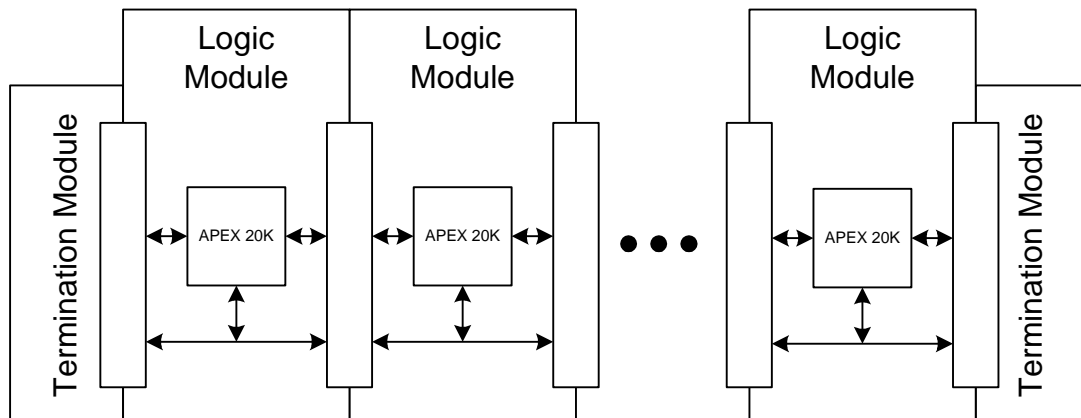 Logic
Module
Logic
Module
Logic
Module
Termination Module
APEX 20K
APEX 20K
APEX 20K
Termination Module